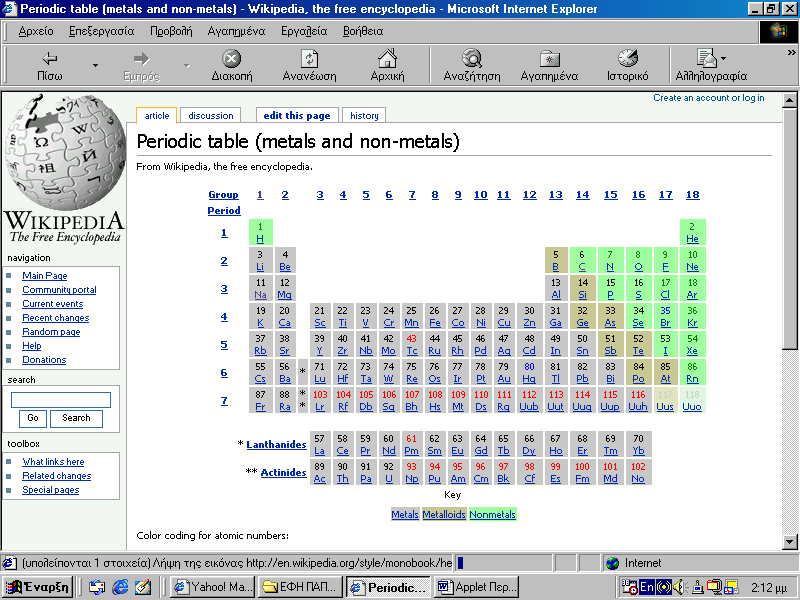 Periodic table (metals and non-metals) - Wikipedia, the free encyclopedia - Microsoft Internet Explorer
Αρχείο Επεξεργασία Προβολή Αγαπημένα Εργαλεία Βοήθεια
Πίσω Εμπρός Διακοπή Ανανέωση Αρχική Αναζήτηση Αγαπημένα Ιστορικό Αλληλογραφία
Create an account or log in
article discussion edit this page history
WIKIPEDIA
The Free Encyclopedia
navigation
Main Page
Community portal
Current events
Recent changes
Random page
Help
Donations
search
Go Search
toolbox
What links here
Related changes
Special pages
Periodic table (metals and non-metals)
From Wikipedia, the free encyclopedia.
Group 1 2 3 4 5 6 7 8 9 10 11 12 13 14 15 16 17 18
Period
1 2
1 H He
3 4 5 6 7 8 9 10
2 Li Be B C N O F Ne
11 12 13 14 15 16 17 18
3 Na Mg Al Si P S Cl Ar
19 20 21 22 23 24 25 26 27 28 29 30 31 32 33 34 35 36
4 K Ca Sc Ti V Cr Mn Fe Co Ni Cu Zn Ga Ge As Se Br Kr
37 38 39 40 41 42 43 44 45 46 47 48 49 50 51 52 53 54
5 Rb Sr Y Zr Nb Mo Tc Ru Rh Pd Ag Cd In Sn Sb Te I Xe
55 56 71 72 73 74 75 76 77 78 79 80 81 82 83 84 85 86
6 Cs Ba * Lu Hf Ta W Re Os Ir Pt Au Hg Tl Pb Bi Po At Rn
87 88 103 104 105 106 107 108 109 110 111 112 113 114 115 116 117 118
7 Fr Ra ** Lr Rf Db Sg Bh Hs Mt Ds Rg Uub Uut Uuq Uup Uuh Uus Uuo
57 58 59 60 61 62 63 64 65 66 67 68 69 70
* Lanthanides La Ce Pr Nd Pm Sm Eu Gd Tb Dy Ho Er Tm Yb
89 90 91 92 93 94 95 96 97 98 99 100 101 102
** Actinides Ac Th Pa U Np Pu Am Cm Bk Cf Es Fm Md No
Key
Metals Metalloids Nonmetals
Color coding for atomic numbers:
(υπολείπονται 1 στοιχεία) Λήψη της εικόνας http://en.wikipedia.org/style/monobook/he Internet
Έναρξη Yahoo! Ma... ΕΦΗ ΠΑΠ... Periodic... Applet Περ... En 2:12 μμ